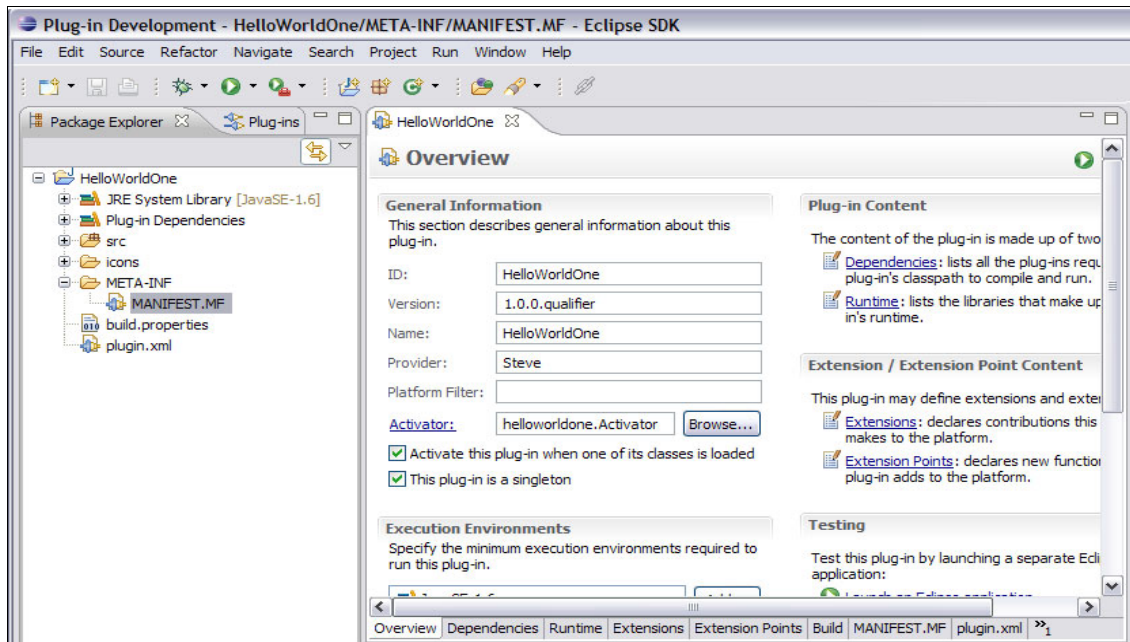 Plug-in Development - HelloWorldOne/META-INF/MANIFEST.MF - Eclipse SDK
File Edit Source Refactor Navigate Search Project Run Window Help
Package Explorer
Plug-ins
HelloWorldOne
JRE System Library [JavaSE-1.6]
Plug-in Dependencies
src
icons
META-INF
MANIFEST.MF
build.properties
plugin.xml
HelloWorldOne
Overview
General Information
This section describes general information about this
plug-in.
ID: HelloWorldOne
Version: 1.0.0.qualifier
Name: HelloWorldOne
Provider: Steve
Platform Filter:
Activator: helloworldone.Activator Browse...
Activate this plug-in when one of its classes is loaded
This plug-in is a singleton
Execution Environments
Specify the minimum execution environments required to
run this plug-in.
Plug-in Content
The content of the plug-in is made up of two
Dependencies: lists all the plug-ins requ
plug-in's classpath to compile and run.
Runtime: lists the libraries that make up
in's runtime.
Extension / Extension Point Content
This plug-in may define extensions and exter
Extensions: declares contributions this
makes to the platform.
Extension Points: declares new function
plug-in adds to the platform.
Testing
Test this plug-in by launching a separate Ecli
application:
Overview Dependencies Runtime Extensions Extension Points Build MANIFEST.MF plugin.xml »1